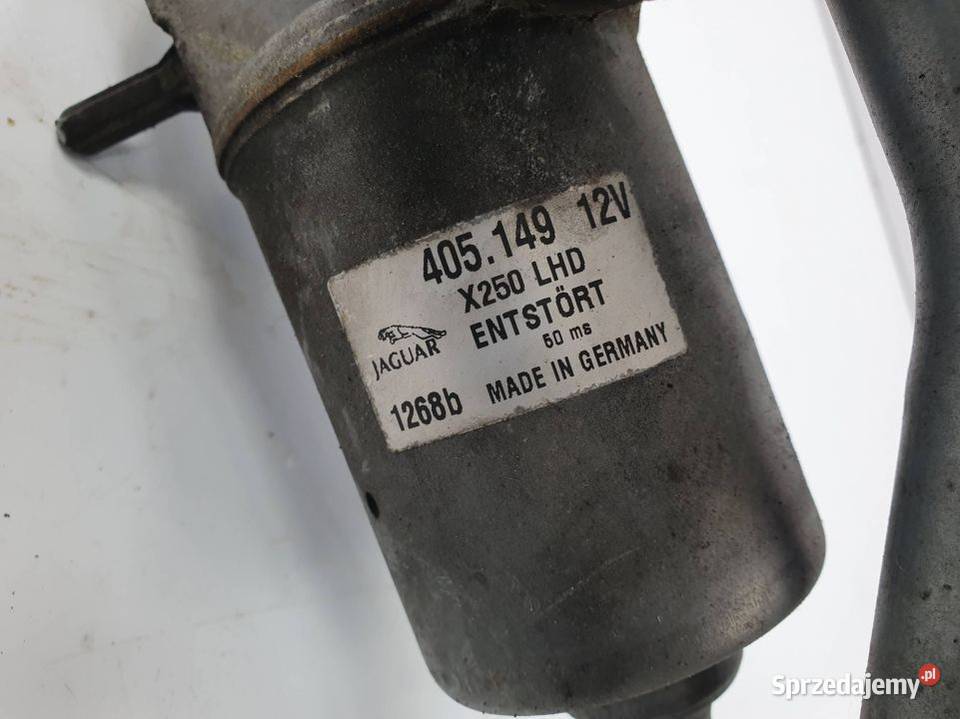 405.149 12V
X250 LHD
ENTSTÖRT
60 ms
JAGUAR
1268b MADE IN GERMANY
Sprzedajemy.pl